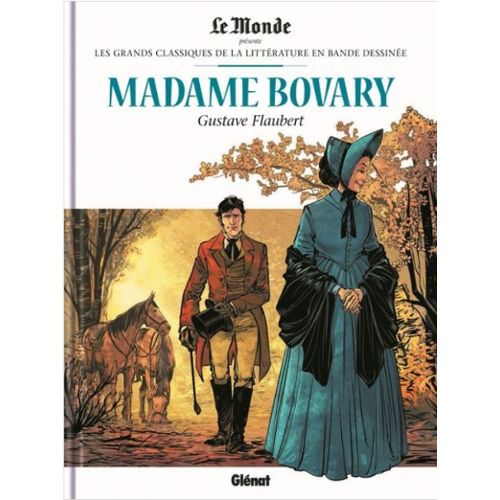 Le Monde
présente
LES GRANDS CLASSIQUES DE LA LITTÉRATURE EN BANDE DESSINÉE
MADAME BOVARY
Gustave Flaubert
Glénat